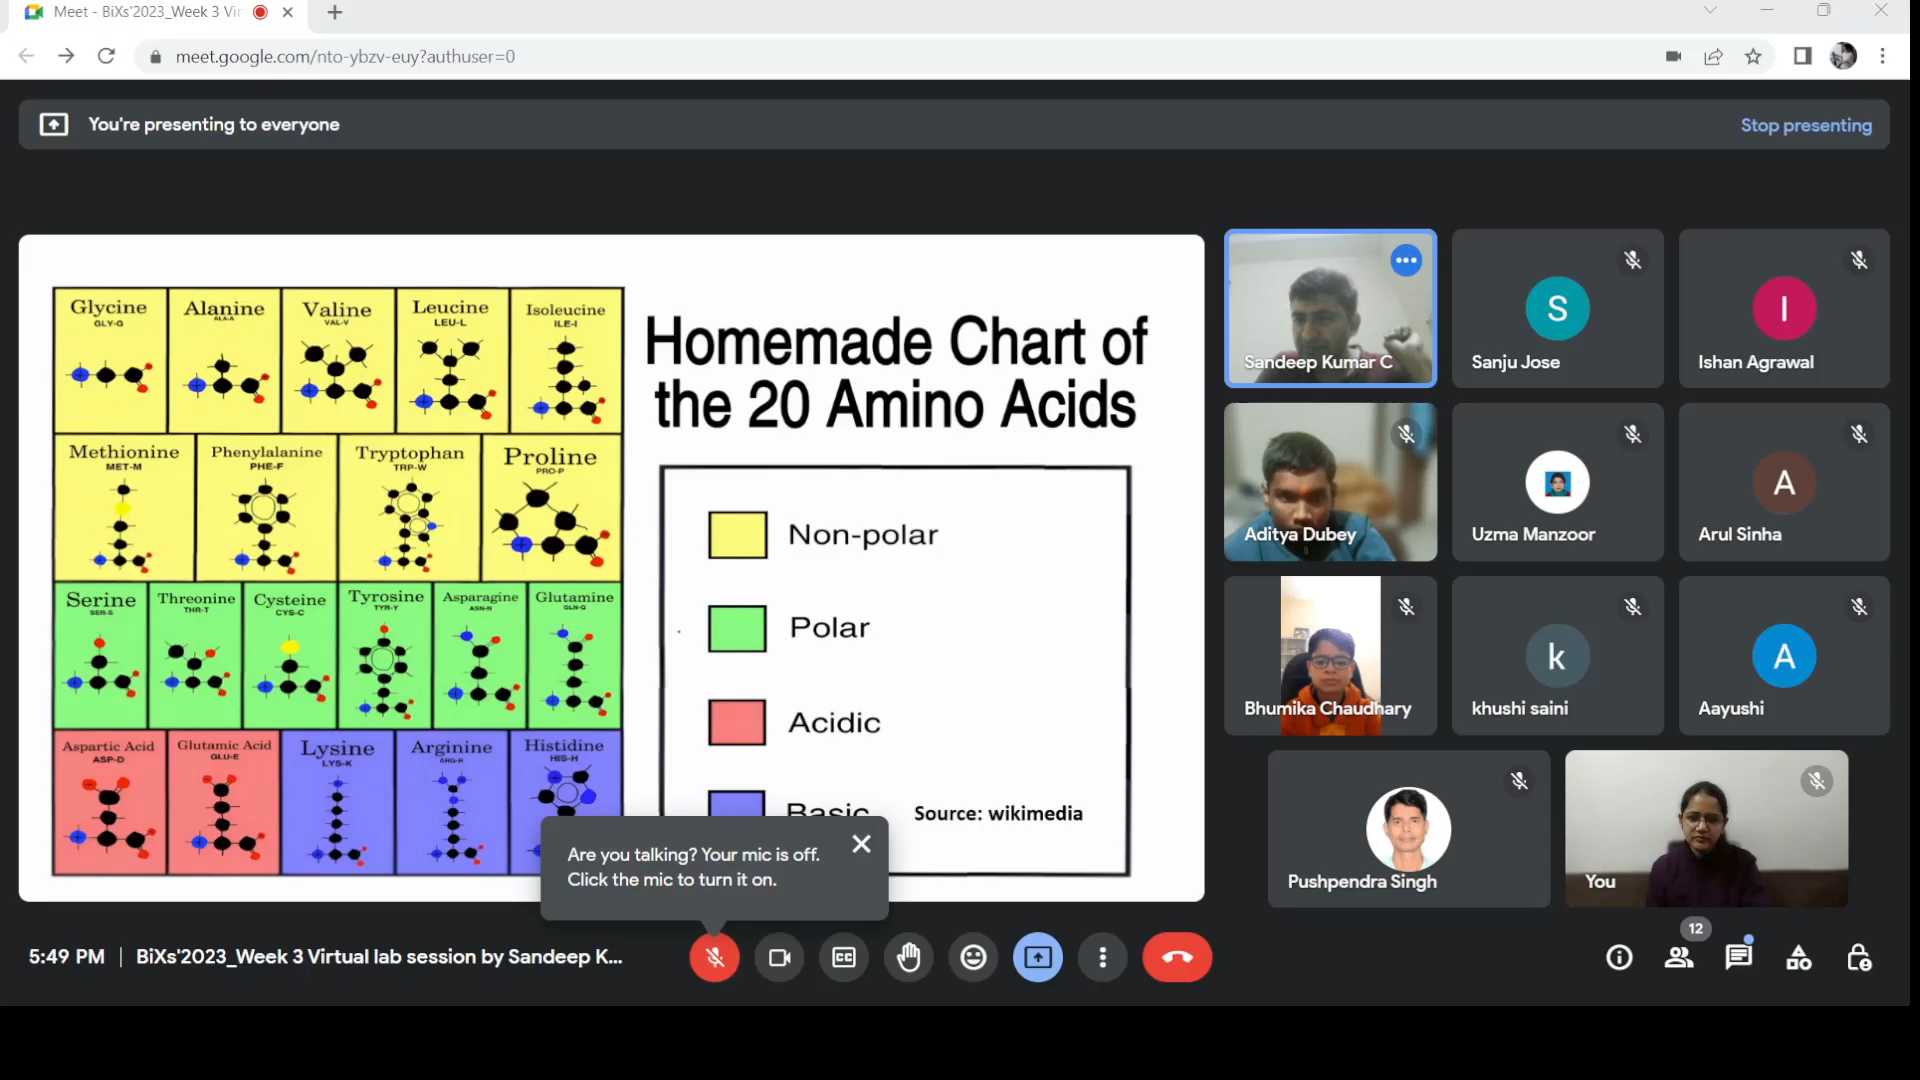 Meet - BiXs'2023_Week 3 Vir
meet.google.com/nto-ybzv-euy?authuser=0
You're presenting to everyone
Stop presenting
Glycine
GLY-G
Alanine
ALA-A
Valine
VAL-V
Leucine
LEU-L
Isoleucine
ILE-I
Methionine
MET-M
Phenylalanine
PHE-F
Tryptophan
TRP-W
Proline
PRO-P
Serine
SER-S
Threonine
THR-T
Cysteine
CYS-C
Tyrosine
TYR-Y
Asparagine
ASN-N
Glutamine
GLN-Q
Aspartic Acid
ASP-D
Glutamic Acid
GLU-E
Lysine
LYS-K
Arginine
ARG-R
Histidine
HIS-H
Homemade Chart of
the 20 Amino Acids
Non-polar
Polar
Acidic
Basic
Source: wikimedia
Are you talking? Your mic is off.
Click the mic to turn it on.
Sandeep Kumar C
S
Sanju Jose
I
Ishan Agrawal
Aditya Dubey
Uzma Manzoor
A
Arul Sinha
Bhumika Chaudhary
k
khushi saini
A
Aayushi
Pushpendra Singh
You
5:49 PM | BiXs'2023_Week 3 Virtual lab session by Sandeep K...
CC
12